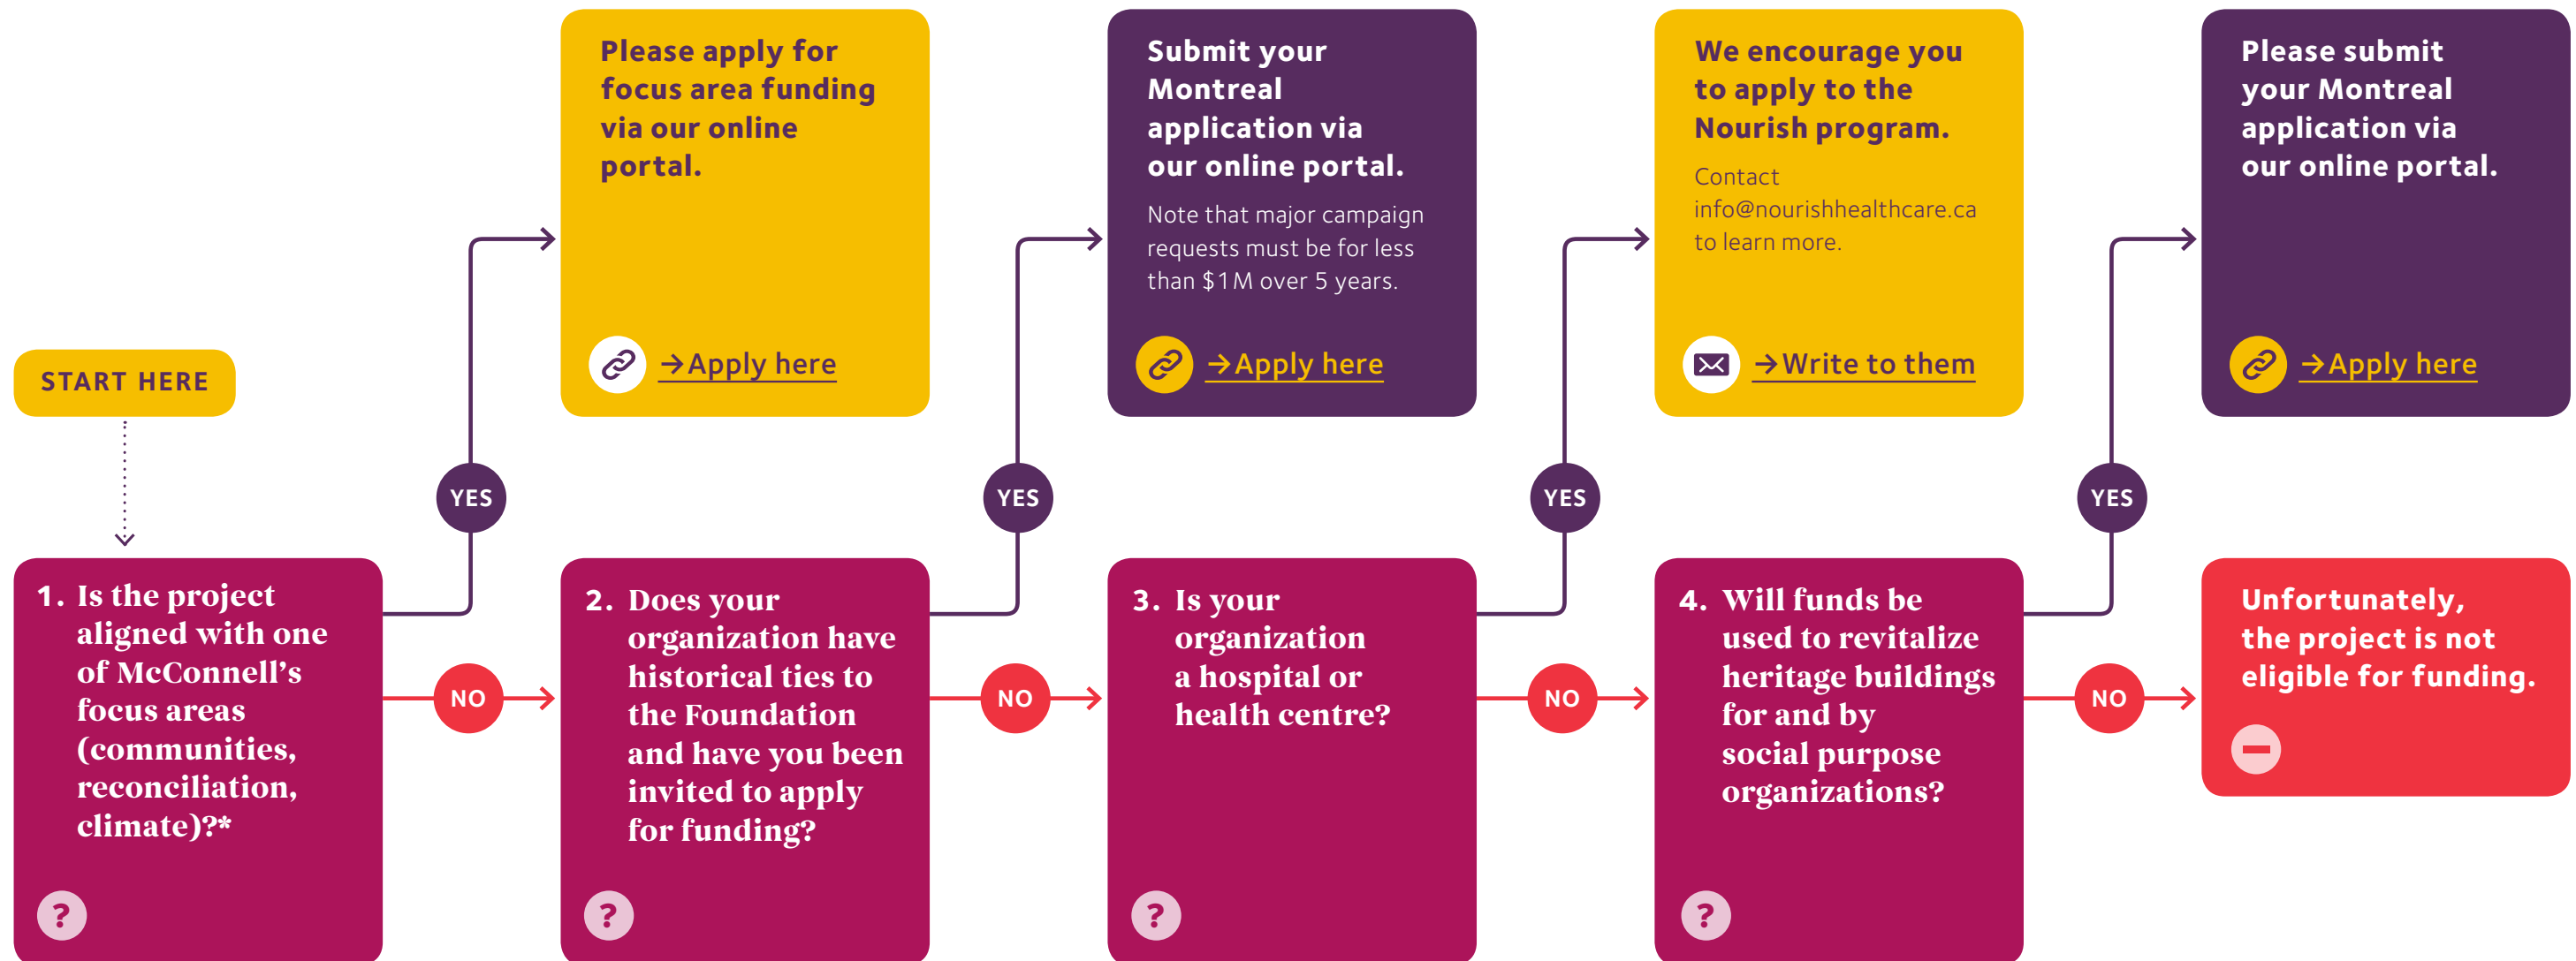 START HERE
1. Is the project
aligned with one
of McConnell’s
focus areas
(communities,
reconciliation,
climate)?*
?
YES
Please apply for
focus area funding
via our online
portal.
→Apply here
NO
2. Does your
organization have
historical ties to
the Foundation
and have you been
invited to apply
for funding?
?
YES
Submit your
Montreal
application via
our online portal.
Note that major campaign
requests must be for less
than $1M over 5 years.
→Apply here
NO
3. Is your
organization
a hospital or
health centre?
?
YES
We encourage you
to apply to the
Nourish program.
Contact
info@nourishhealthcare.ca
to learn more.
→Write to them
NO
4. Will funds be
used to revitalize
heritage buildings
for and by
social purpose
organizations?
?
YES
Please submit
your Montreal
application via
our online portal.
→Apply here
NO
Unfortunately,
the project is not
eligible for funding.